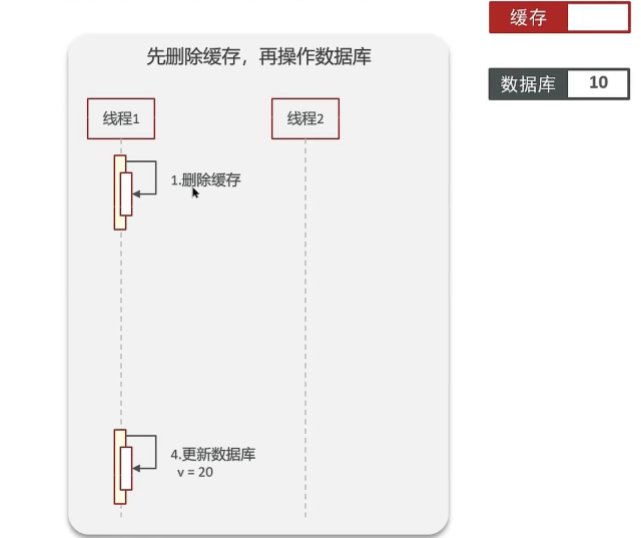 缓存
先删除缓存，再操作数据库
数据库 10
线程1 线程2
1.删除缓存
4.更新数据库
v = 20